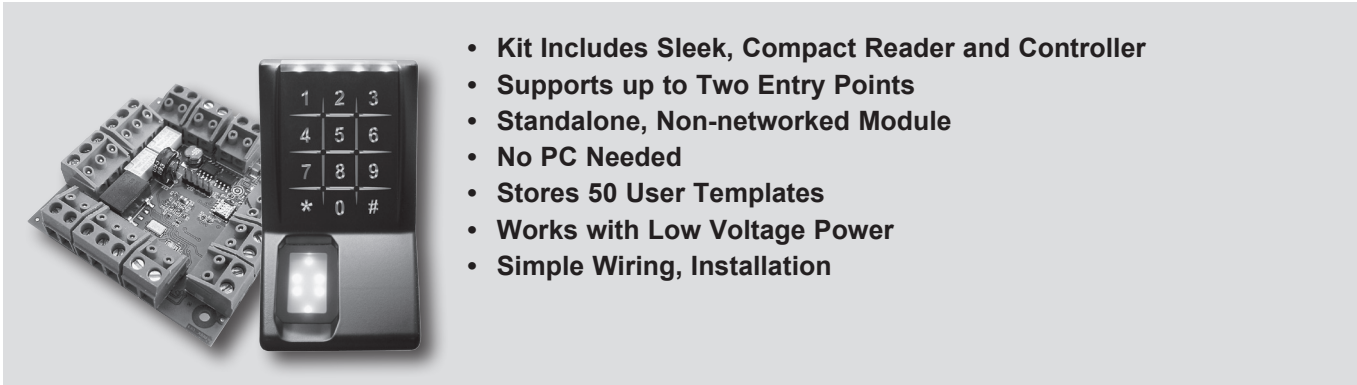 • Kit Includes Sleek, Compact Reader and Controller
• Supports up to Two Entry Points
• Standalone, Non-networked Module
• No PC Needed
• Stores 50 User Templates
• Works with Low Voltage Power
• Simple Wiring, Installation
1 2 3
4 5 6
7 8 9
* 0 #